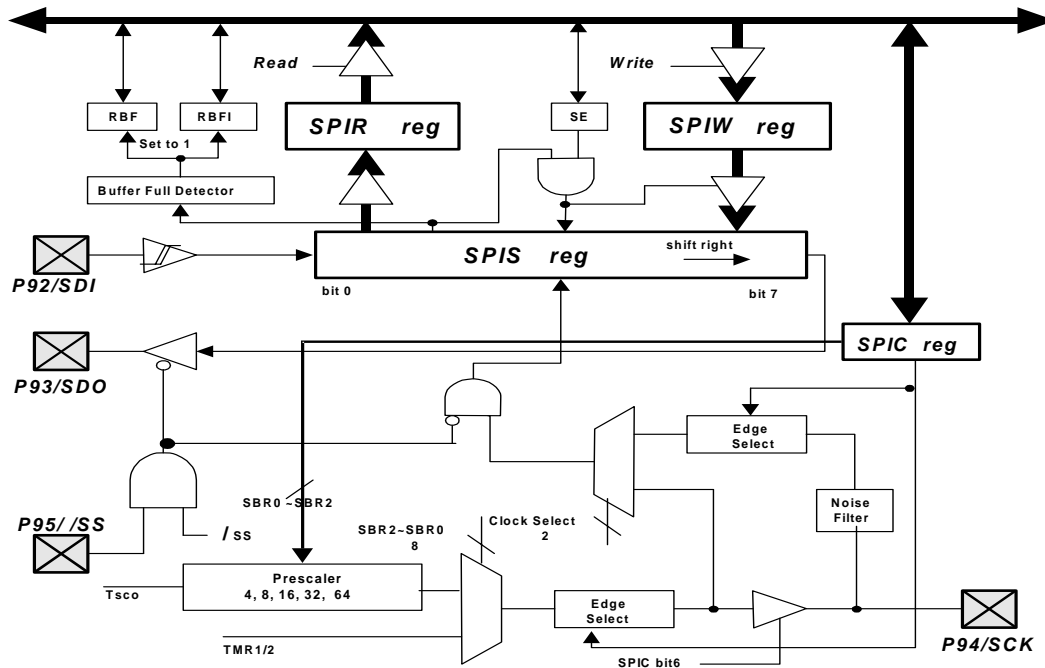 Read
Write
RBF
RBFI
SPIR reg
SE
SPIW reg
Set to 1
Buffer Full Detector
SPIS reg
shift right
P92/SDI
bit 0
bit 7
SPIC reg
P93/SDO
Edge
Select
Noise
Filter
SBR0 ~SBR2
P95/ /SS
/ SS
SBR2~SBR0
8
Clock Select
2
Tsco
Prescaler
4, 8, 16, 32, 64
Edge
Select
TMR1/2
SPIC bit6
P94/SCK